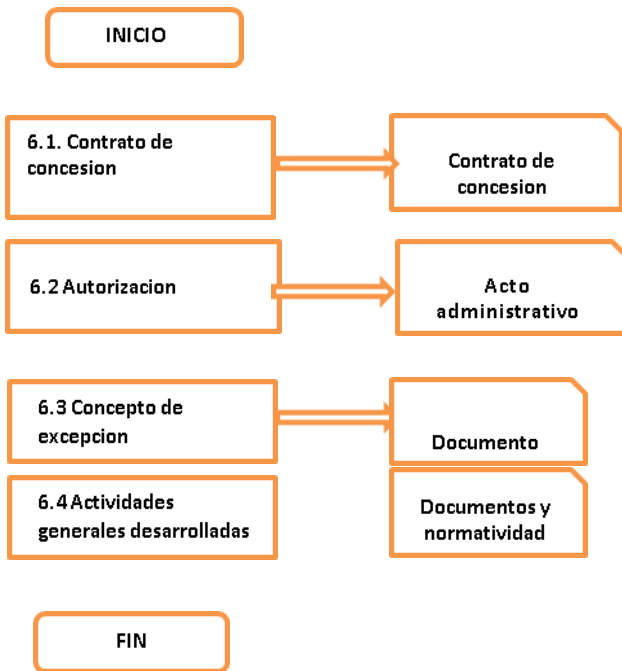 INICIO
6.1. Contrato de
concesion
Contrato de
concesion
6.2 Autorizacion
Acto
administrativo
6.3 Concepto de
excepcion
Documento
6.4 Actividades
generales desarrolladas
Documentos y
normatividad
FIN